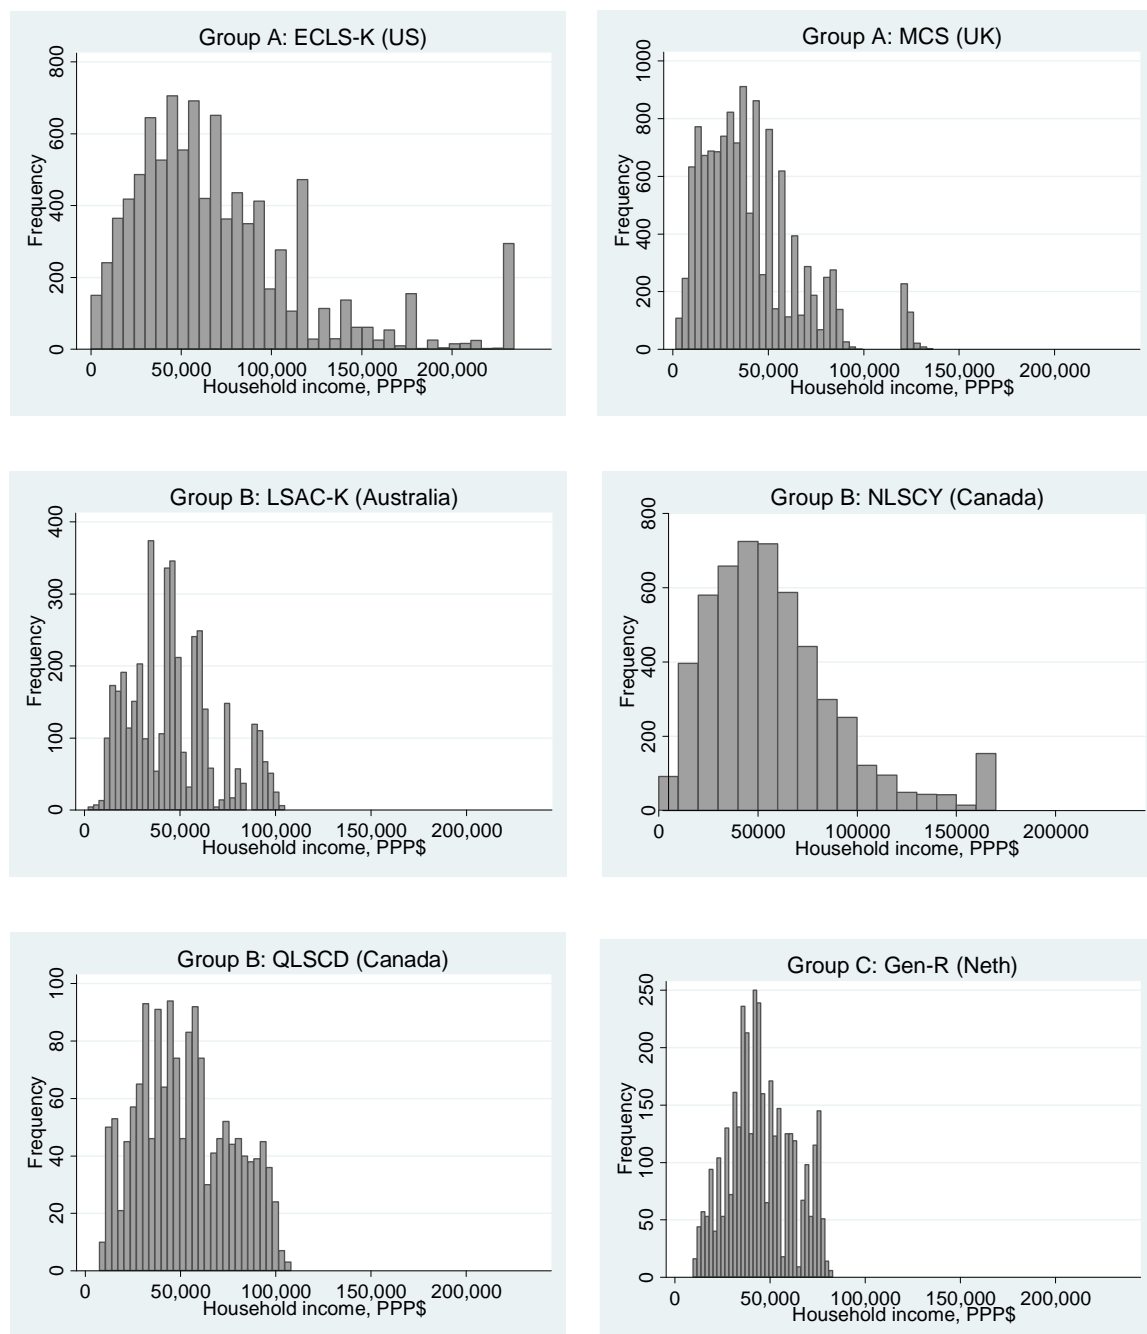 Group A: ECLS-K (US)
Frequency
800
600
400
200
0
0 50,000 100,000 150,000 200,000
Household income, PPP$
Group A: MCS (UK)
Frequency
1000
800
600
400
200
0
0 50,000 100,000 150,000 200,000
Household income, PPP$
Group B: LSAC-K (Australia)
Frequency
400
300
200
100
0
0 50,000 100,000 150,000 200,000
Household income, PPP$
Group B: NLSCY (Canada)
Frequency
800
600
400
200
0
0 50000 100000 150000 200000
Household income, PPP$
Group B: QLSCD (Canada)
Frequency
100
80
60
40
20
0
0 50,000 100,000 150,000 200,000
Household income, PPP$
Group C: Gen-R (Neth)
Frequency
250
200
150
100
50
0
0 50,000 100,000 150,000 200,000
Household income, PPP$